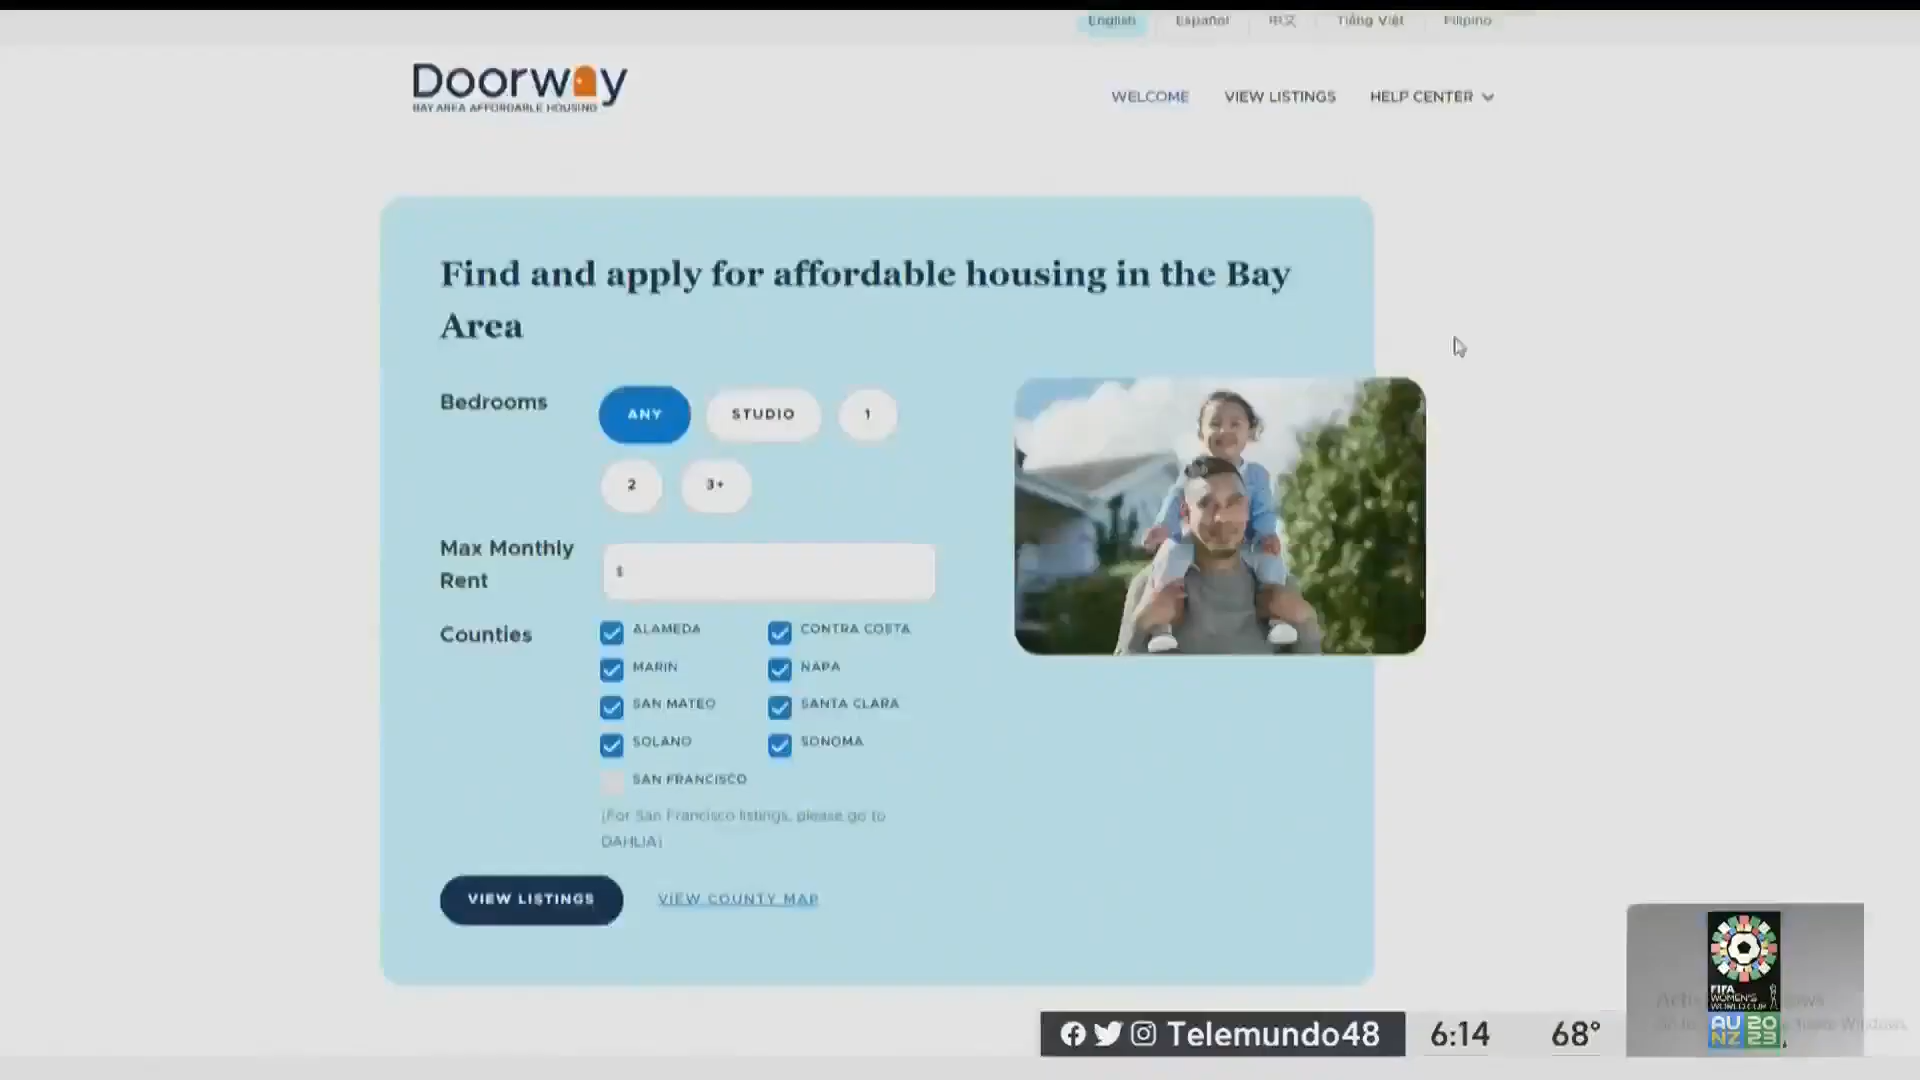 English Español 中文 Tiếng Việt Filipino
Doorway
BAY AREA AFFORDABLE HOUSING
WELCOME VIEW LISTINGS HELP CENTER
Find and apply for affordable housing in the Bay
Area
Bedrooms
ANY STUDIO 1
2 3+
Max Monthly
Rent
$
Counties
ALAMEDA CONTRA COSTA
MARIN NAPA
SAN MATEO SANTA CLARA
SOLANO SONOMA
SAN FRANCISCO
(For San Francisco listings, please go to
DAHLIA)
VIEW LISTINGS VIEW COUNTY MAP
FIFA
WOMEN'S
WORLD CUP
AU 20
NZ 23
Telemundo48 6:14 68°